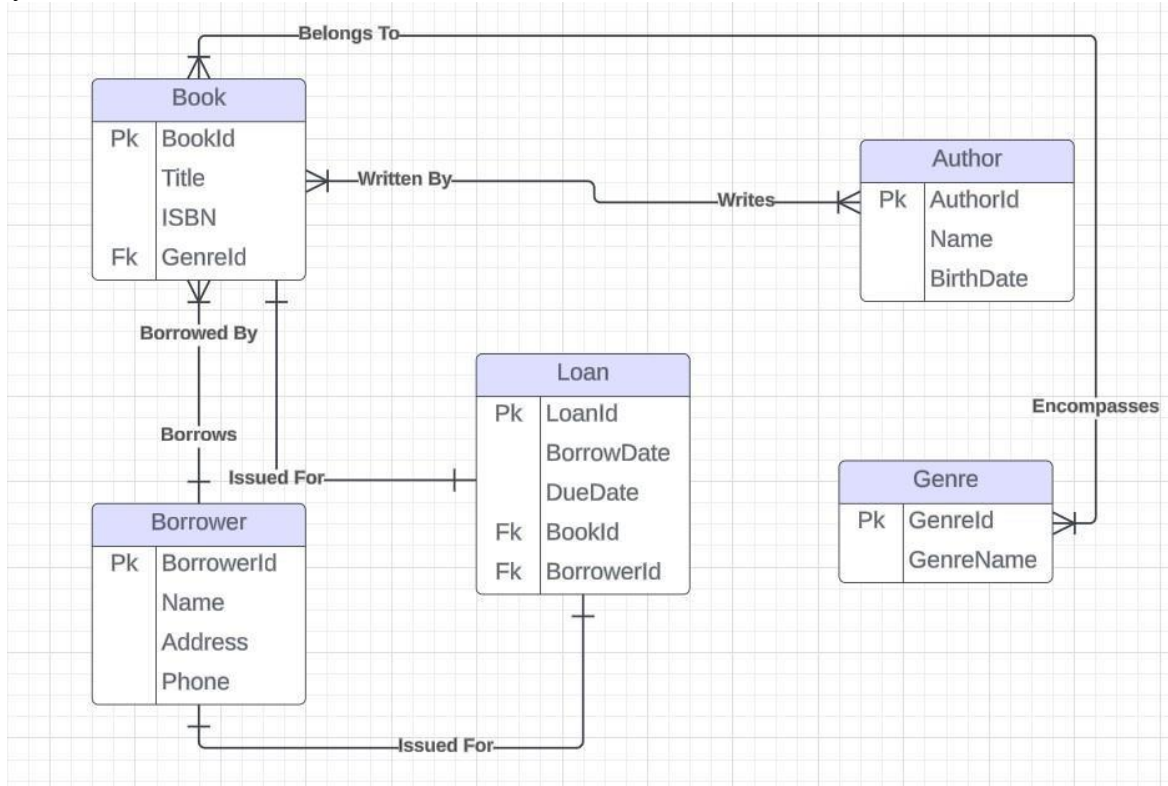 Belongs To
Book
Pk BookId
Title
ISBN
Fk GenreId
Written By
Writes
Author
Pk AuthorId
Name
BirthDate
Borrowed By
Borrows
Issued For
Loan
Pk LoanId
BorrowDate
DueDate
Fk BookId
Fk BorrowerId
Encompasses
Genre
Pk GenreId
GenreName
Borrower
Pk BorrowerId
Name
Address
Phone
Issued For